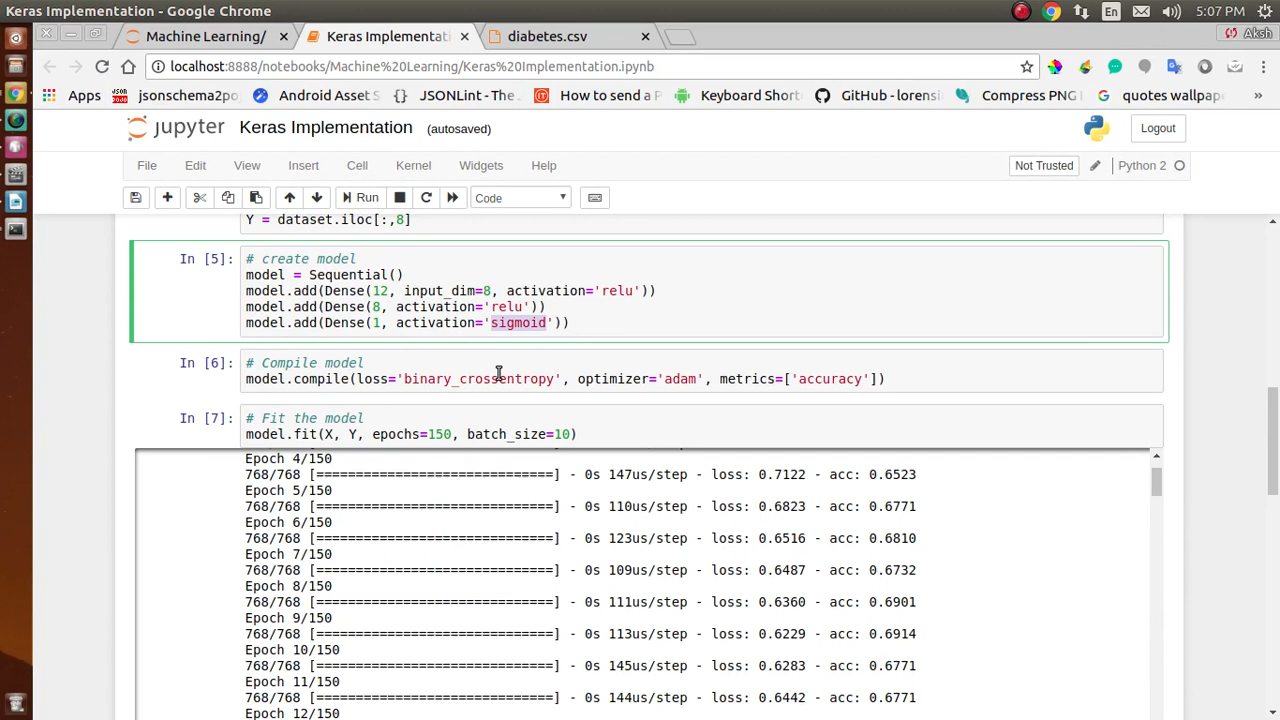 Keras Implementation - Google Chrome
En
5:07 PM
Machine Learning/
Keras Implementati
diabetes.csv
Aksh
localhost:8888/notebooks/Machine%20Learning/Keras%20Implementation.ipynb
Apps
jsonschema2po
Android Asset S
{} JSONLint - The
How to send a P
Keyboard Short
GitHub - lorensi
Compress PNG I
quotes wallpape
»
jupyter
Keras Implementation
(autosaved)
Logout
File
Edit
View
Insert
Cell
Kernel
Widgets
Help
Not Trusted
Python 2
Run
Code
Y = dataset.iloc[:,8]
In [5]:
# create model
model = Sequential()
model.add(Dense(12, input_dim=8, activation='relu'))
model.add(Dense(8, activation='relu'))
model.add(Dense(1, activation='sigmoid'))
In [6]:
# Compile model
model.compile(loss='binary_crossentropy', optimizer='adam', metrics=['accuracy'])
In [7]:
# Fit the model
model.fit(X, Y, epochs=150, batch_size=10)
Epoch 4/150
768/768 [==============================] - 0s 147us/step - loss: 0.7122 - acc: 0.6523
Epoch 5/150
768/768 [==============================] - 0s 110us/step - loss: 0.6823 - acc: 0.6771
Epoch 6/150
768/768 [==============================] - 0s 123us/step - loss: 0.6516 - acc: 0.6810
Epoch 7/150
768/768 [==============================] - 0s 109us/step - loss: 0.6487 - acc: 0.6732
Epoch 8/150
768/768 [==============================] - 0s 111us/step - loss: 0.6360 - acc: 0.6901
Epoch 9/150
768/768 [==============================] - 0s 113us/step - loss: 0.6229 - acc: 0.6914
Epoch 10/150
768/768 [==============================] - 0s 145us/step - loss: 0.6283 - acc: 0.6771
Epoch 11/150
768/768 [==============================] - 0s 144us/step - loss: 0.6442 - acc: 0.6771
Epoch 12/150